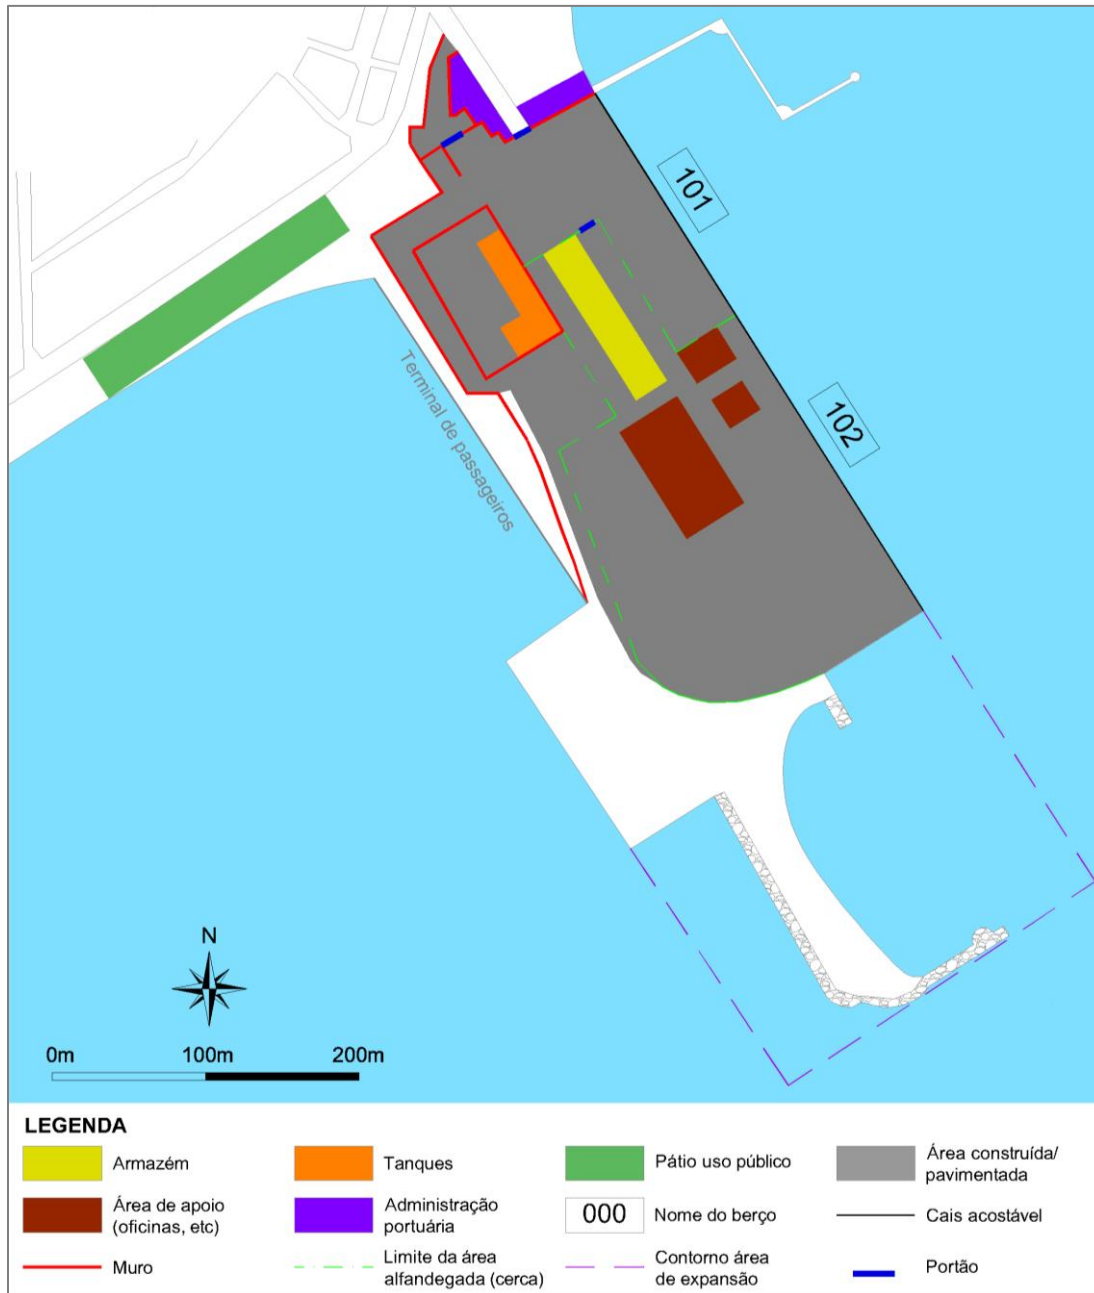 101
102
Terminal de passageiros
N
0m 100m 200m
LEGENDA
Armazém
Tanques
Pátio uso público
Área construída/
pavimentada
Área de apoio
(oficinas, etc)
Administração
portuária
000
Nome do berço
Cais acostável
Muro
Limite da área
alfandegada (cerca)
Contorno área
de expansão
Portão